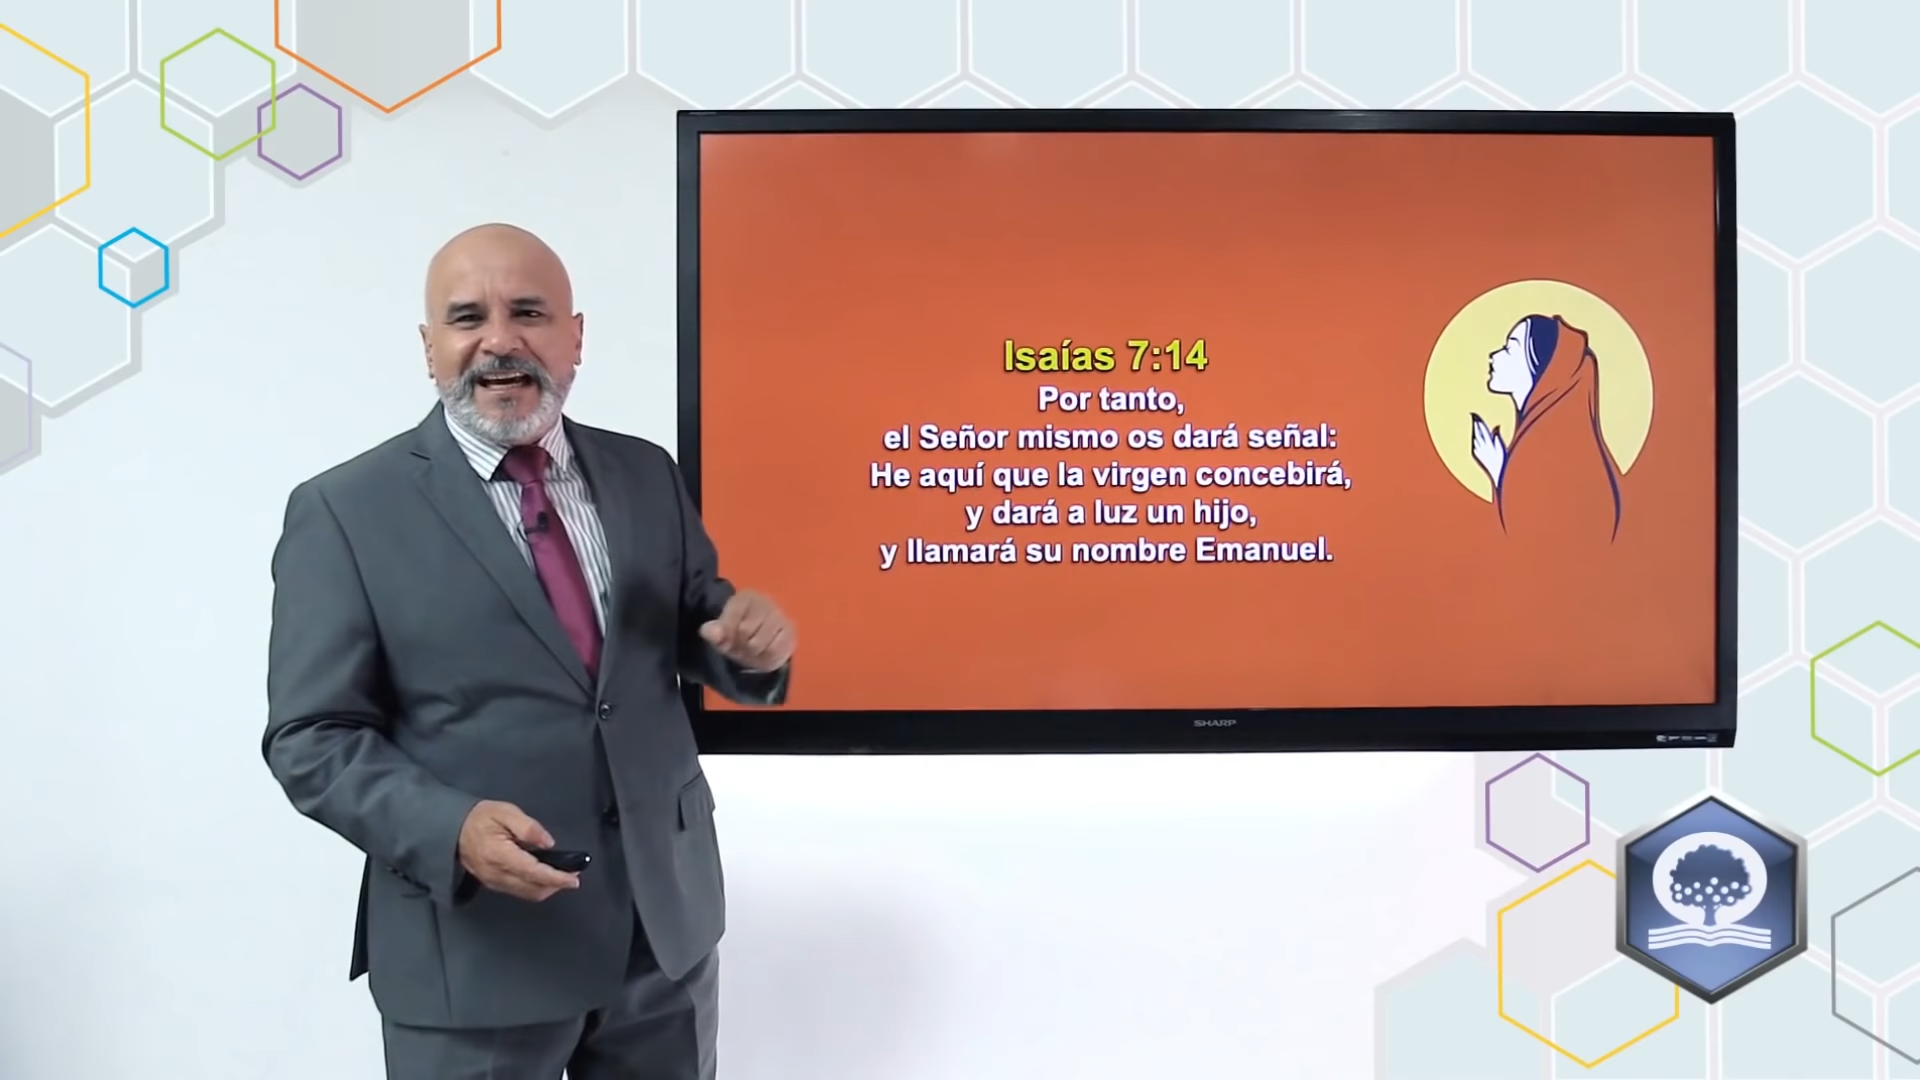 Isaías 7:14
Por tanto,
el Señor mismo os dará señal:
He aquí que la virgen concebirá,
y dará a luz un hijo,
y llamará su nombre Emanuel.
SHARP